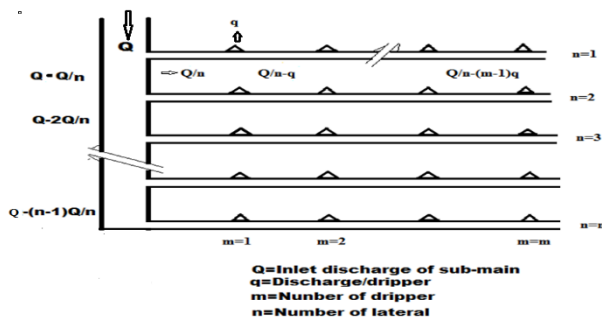 q
Q
n=1
Q - Q/n
⇨ Q/n
Q/n-q
Q/n-(m-1)q
n=2
Q-2Q/n
n=3
Q -(n-1)Q/n
n=n
m=1
m=2
m=m
Q=Inlet discharge of sub-main
q=Discharge/dripper
m=Nunber of dripper
n=Number of lateral